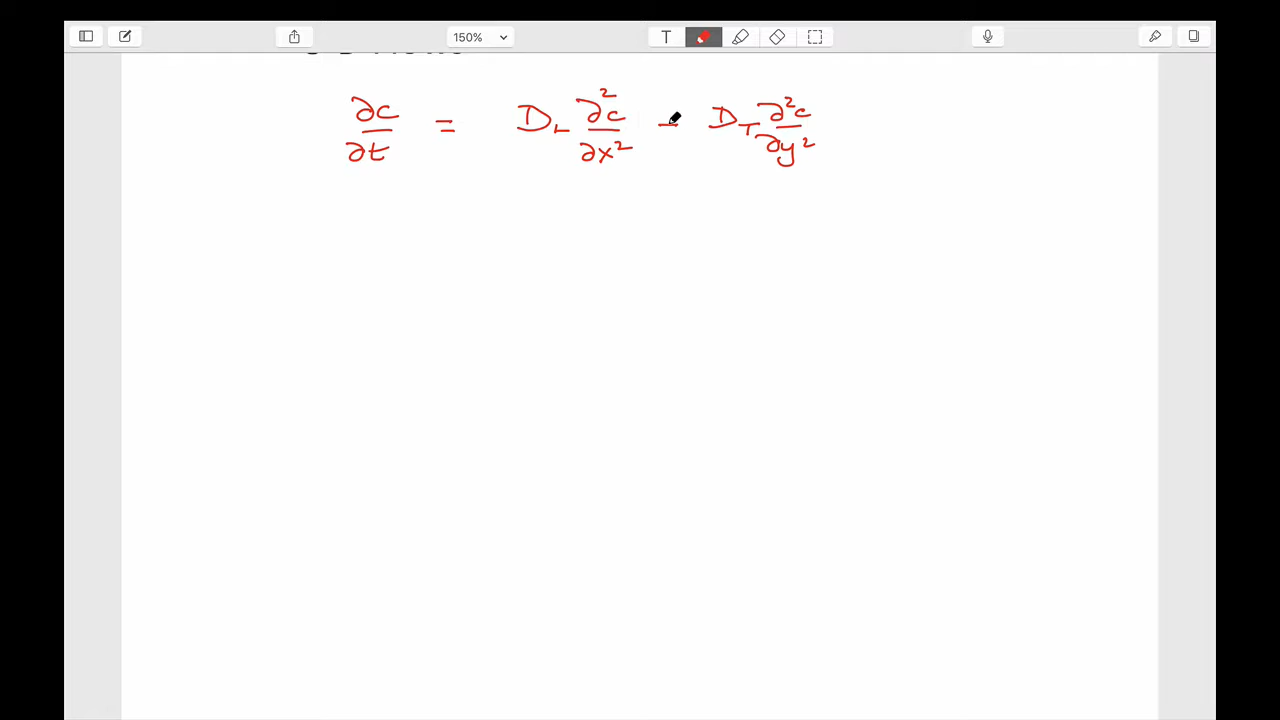 150%
T
∂c/∂t = D_L ∂²c/∂x² - D_T ∂²c/∂y²